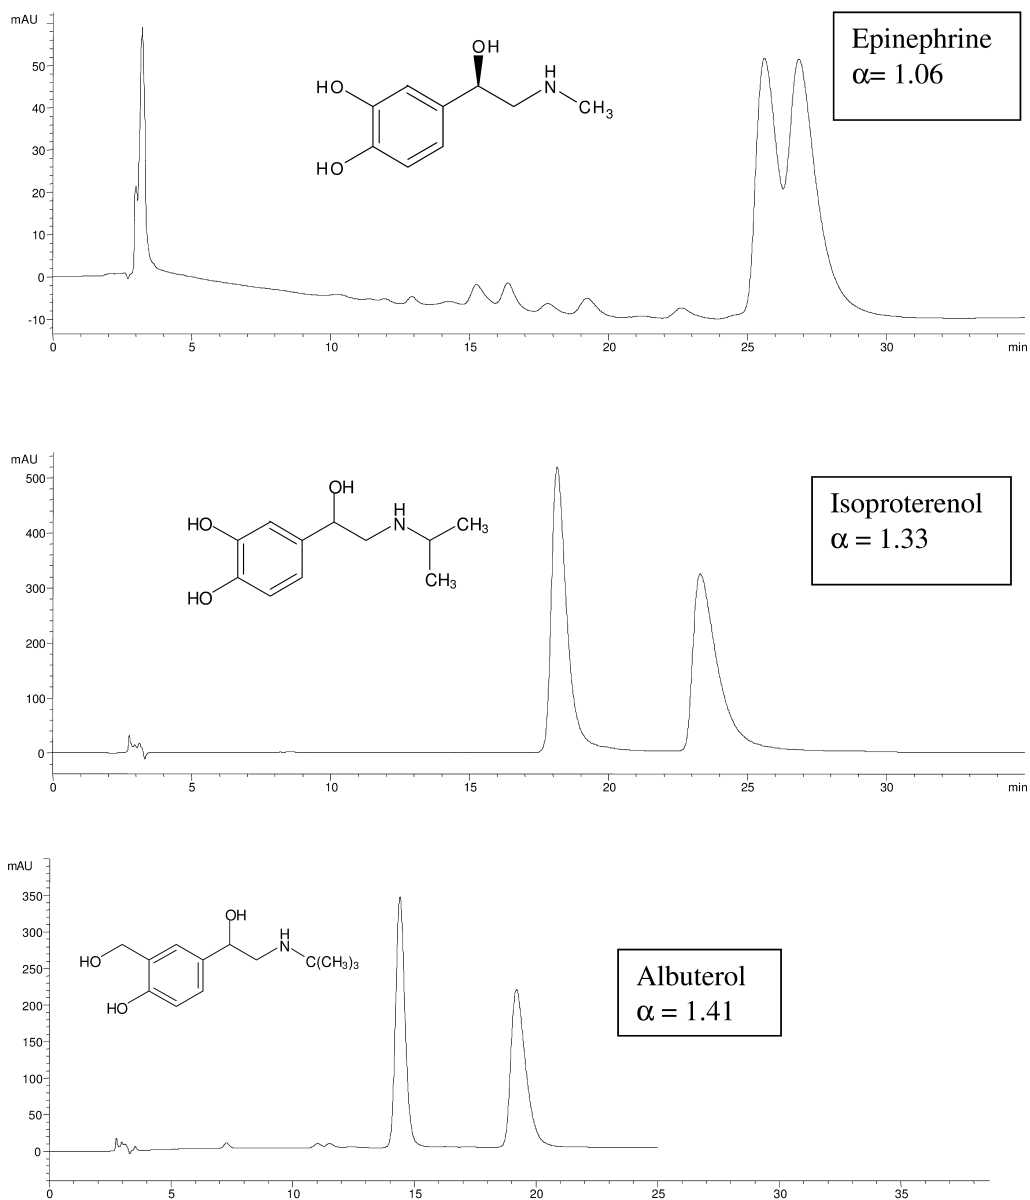 mAU
Epinephrine
α= 1.06
OH
H
N
HO
CH3
HO
50
40
30
20
10
0
-10
0 5 10 15 20 25 30 min
mAU
Isoproterenol
α = 1.33
500
400
300
200
100
0
OH
H
HO N CH3
CH3
HO
0 5 10 15 20 25 30 min
mAU
350
300
250
200
150
100
50
0
OH
H
N
HO C(CH3)3
HO
Albuterol
α = 1.41
0 5 10 15 20 25 30 35